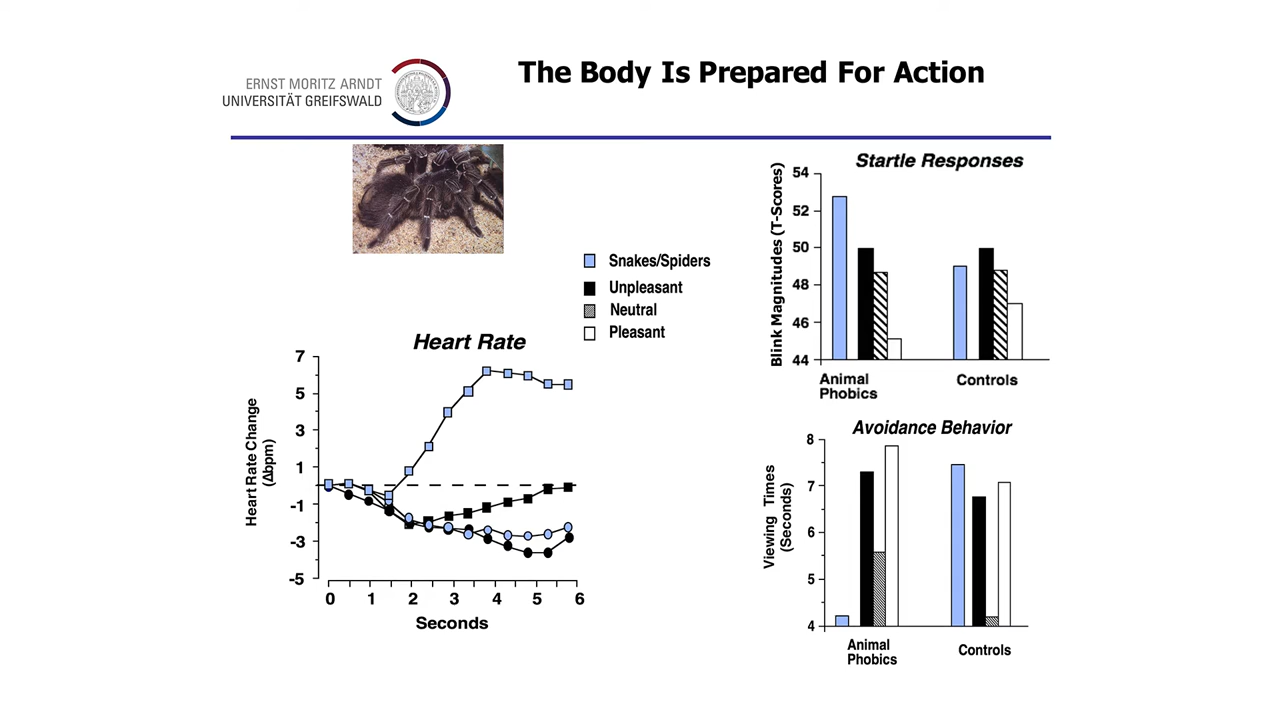 The Body Is Prepared For Action
ERNST MORITZ ARNDT
UNIVERSITÄT GREIFSWALD
Snakes/Spiders
Unpleasant
Neutral
Pleasant
Heart Rate
Heart Rate Change
(Δbpm)
7
5
3
1
-1
-3
-5
0 1 2 3 4 5 6
Seconds
Startle Responses
Blink Magnitudes (T-Scores)
54
52
50
48
46
44
Animal
Phobics
Controls
Avoidance Behavior
Viewing Times
(Seconds)
8
7
6
5
4
Animal
Phobics
Controls